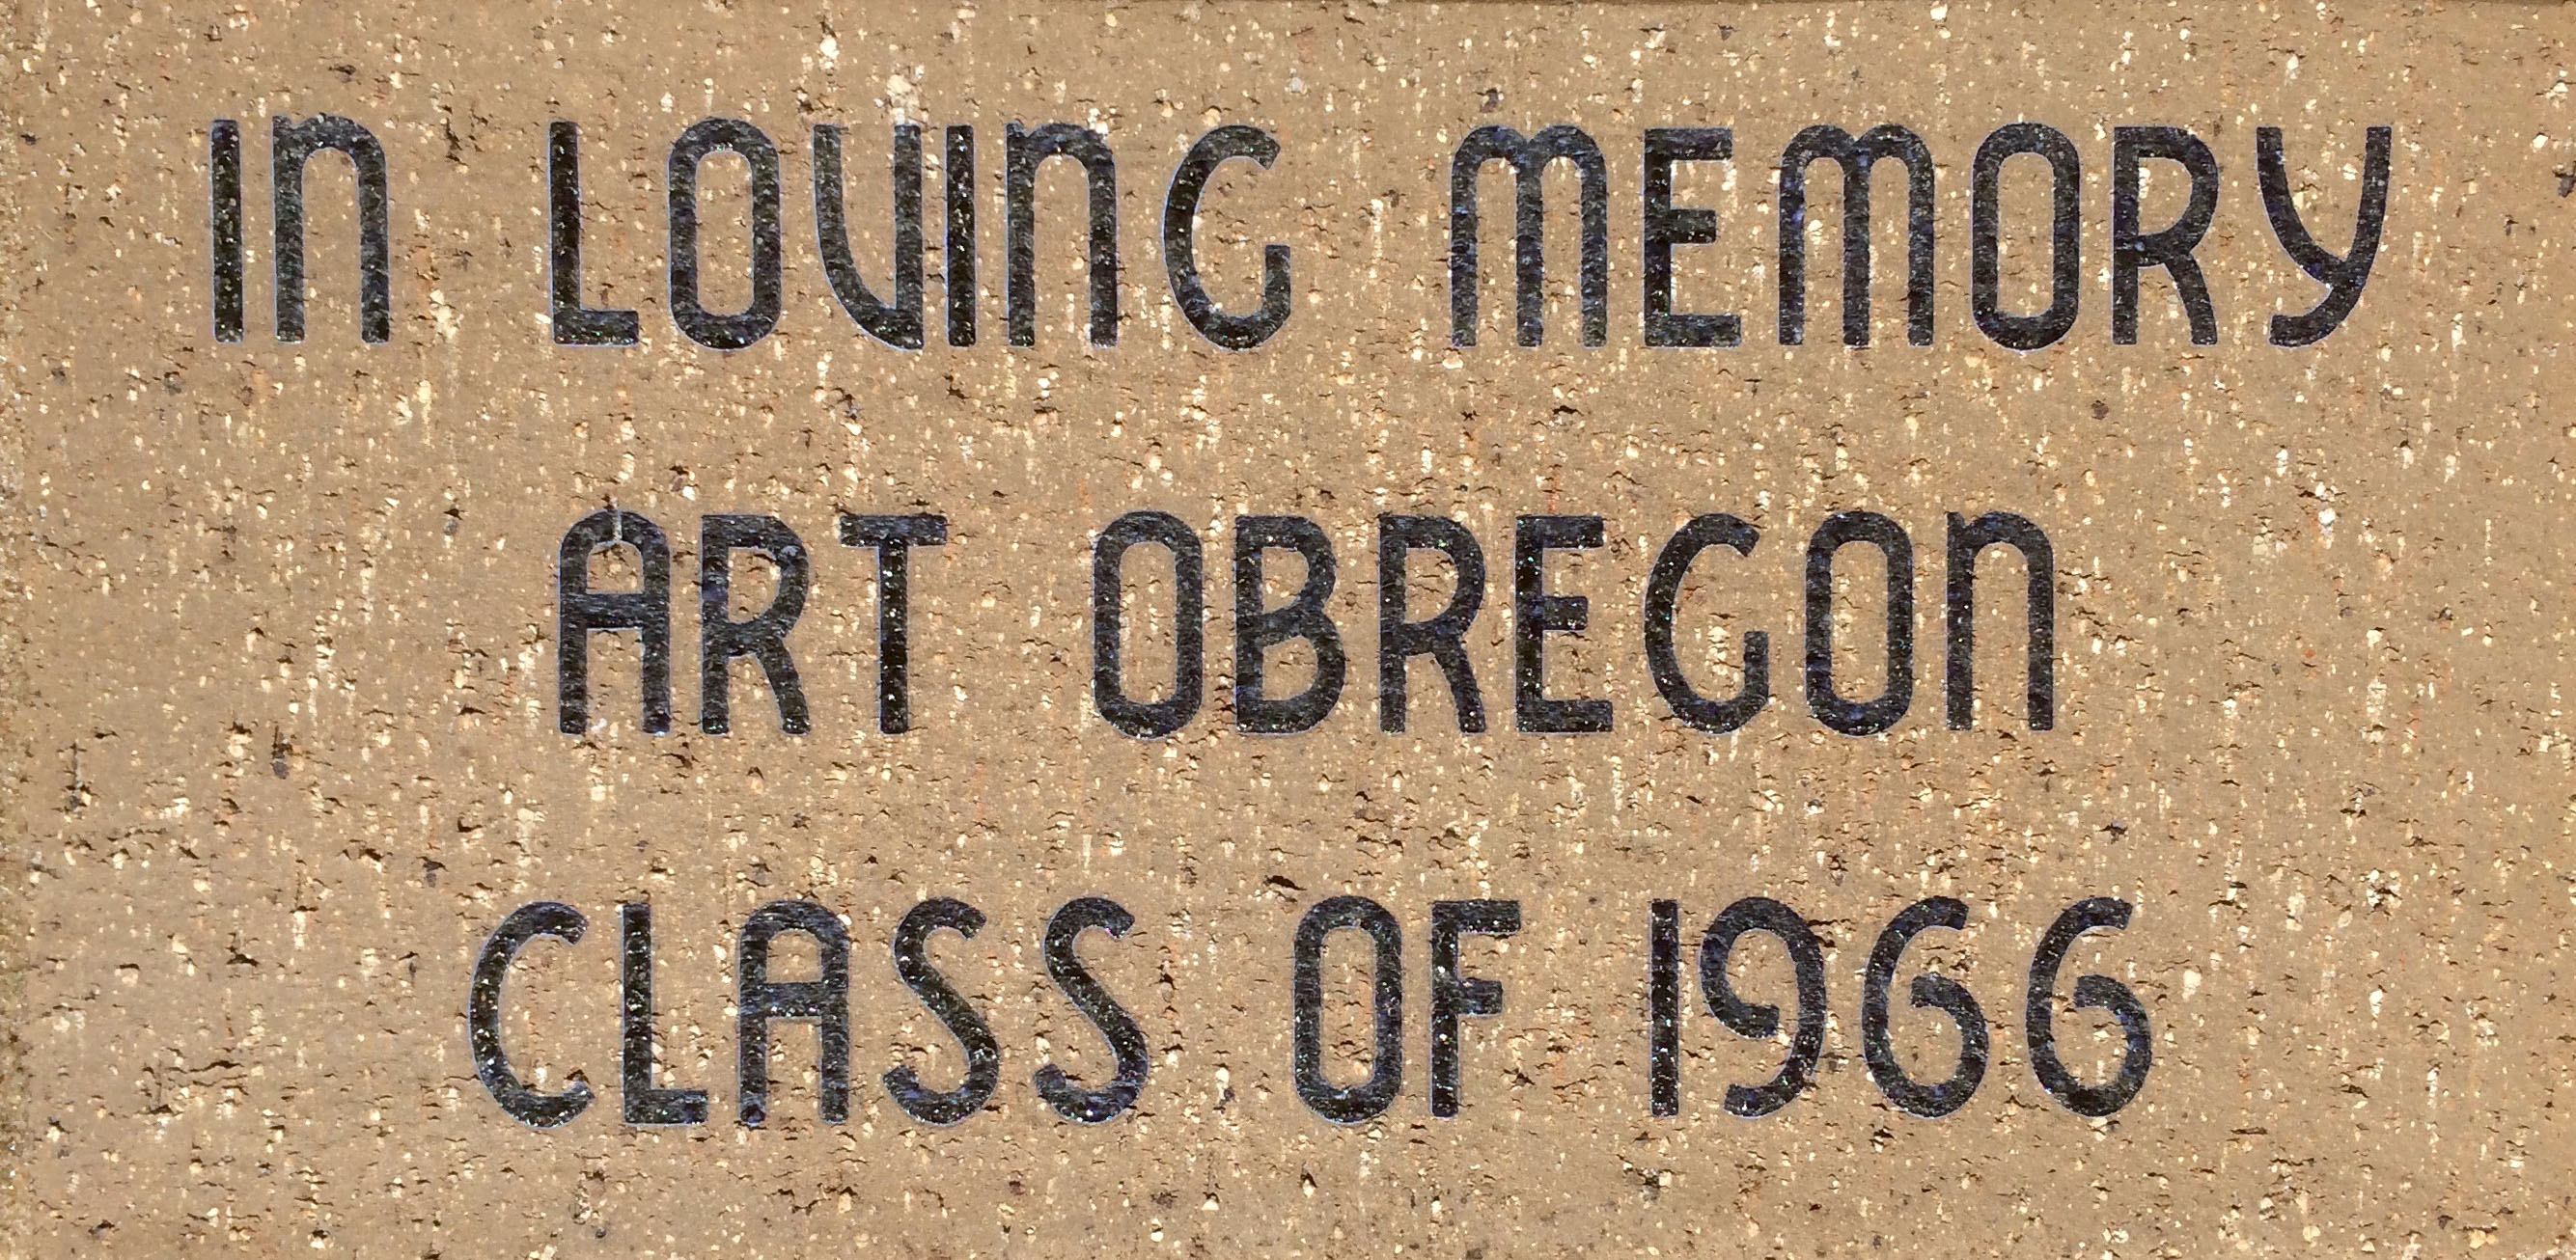 IN LOVING MEMORY
ART OBREGON
CLASS OF 1966